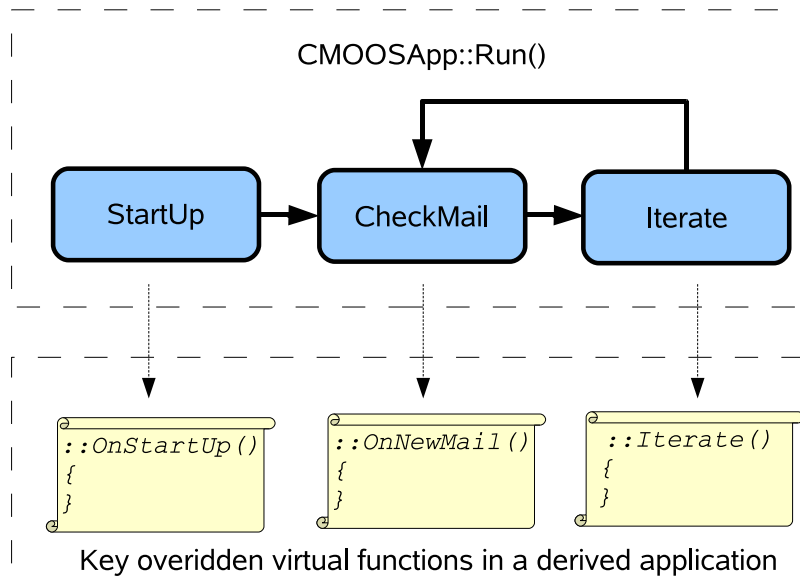 CMOOSApp::Run()
StartUp
CheckMail
Iterate
::OnStartUp()
{
}
::OnNewMail()
{
}
::Iterate()
{
}
Key overidden virtual functions in a derived application